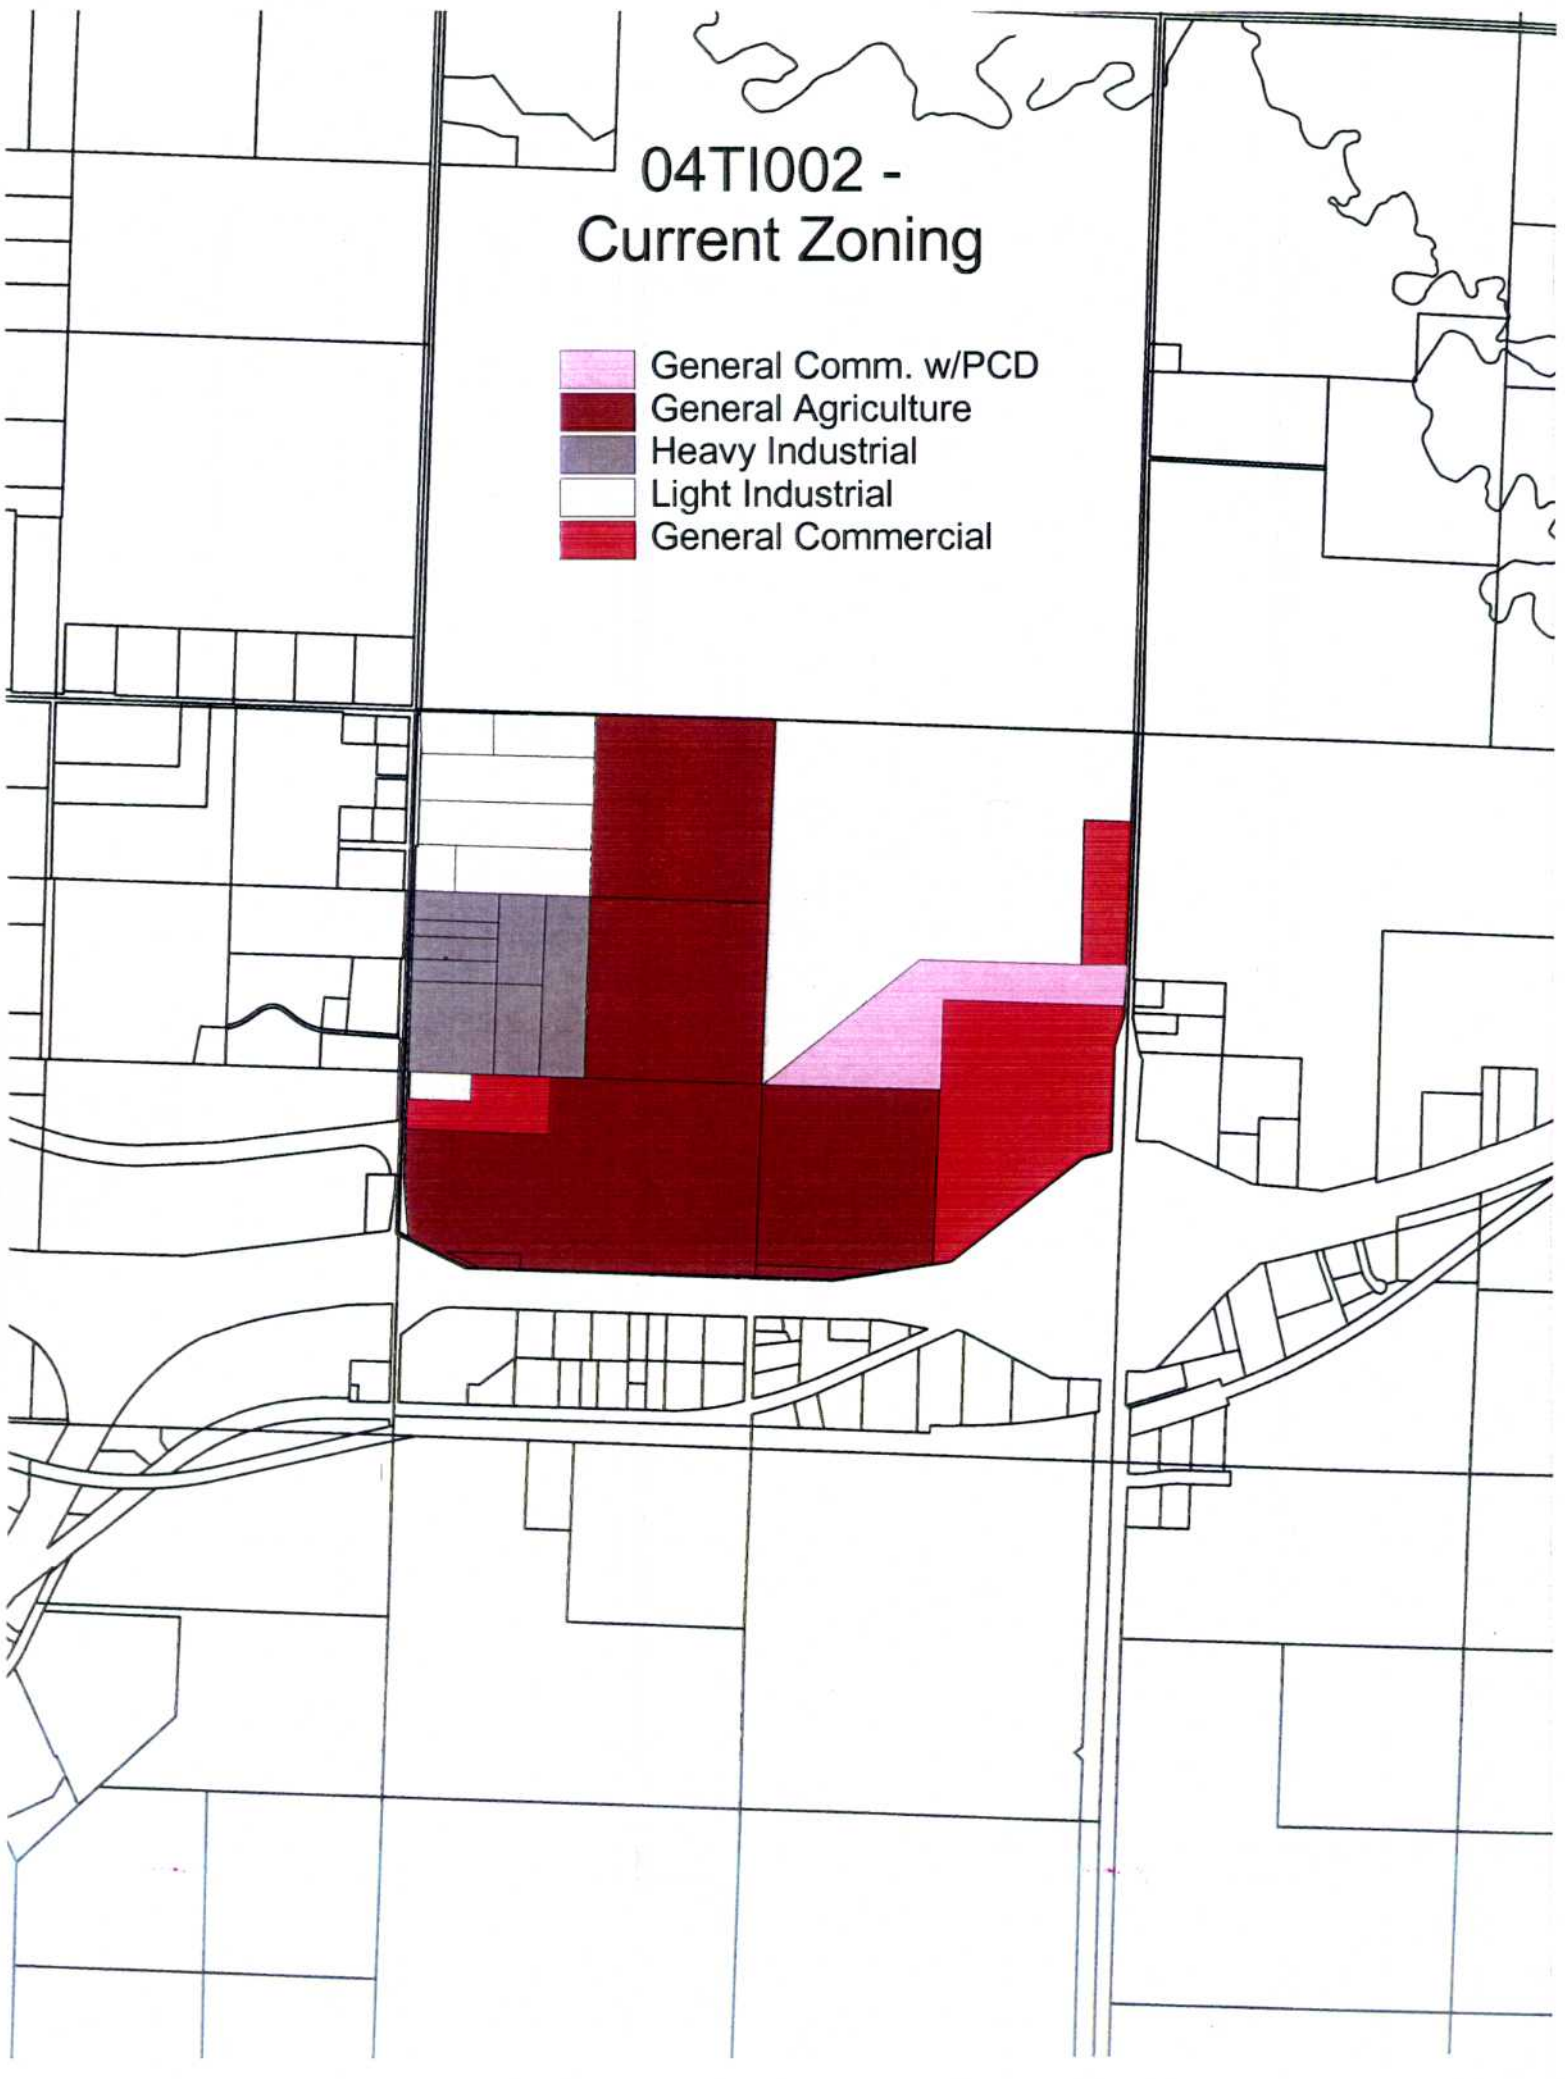 04TI002 -
Current Zoning
General Comm. w/PCD
General Agriculture
Heavy Industrial
Light Industrial
General Commercial